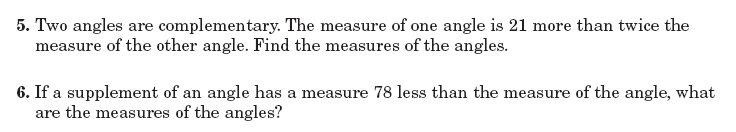 5. Two angles are complementary. The measure of one angle is 21 more than twice the
measure of the other angle. Find the measures of the angles.
6. If a supplement of an angle has a measure 78 less than the measure of the angle, what
are the measures of the angles?